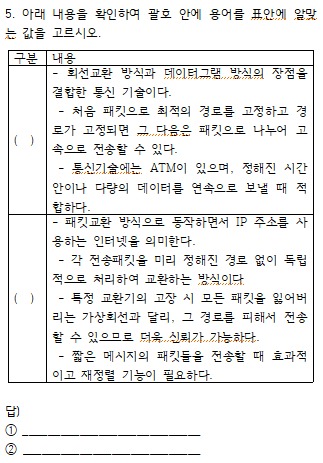 5. 아래 내용을 확인하여 괄호 안에 용어를 표안에 알맞
는 값을 고르시오.
구분 내용
- 회선교환 방식과 데이터그램 방식의 장점을
결합한 통신 기술이다.
- 처음 패킷으로 최적의 경로를 고정하고 경
로가 고정되면 그 다음은 패킷으로 나누어 고
( ) 속으로 전송할 수 있다.
- 통신기술에는 ATM이 있으며, 정해진 시간
안이나 다량의 데이터를 연속으로 보낼 때 적
합하다.
- 패킷교환 방식으로 동작하면서 IP 주소를 사
용하는 인터넷을 의미한다.
- 각 전송패킷을 미리 정해진 경로 없이 독립
적으로 처리하여 교환하는 방식이다
( ) - 특정 교환기의 고장 시 모든 패킷을 잃어버
리는 가상회선과 달리, 그 경로를 피해서 전송
할 수 있으므로 더욱 신뢰가 가능하다.
- 짧은 메시지의 패킷들을 전송할 때 효과적
이고 재정렬 기능이 필요하다.
답)
① ____________________________
② ____________________________